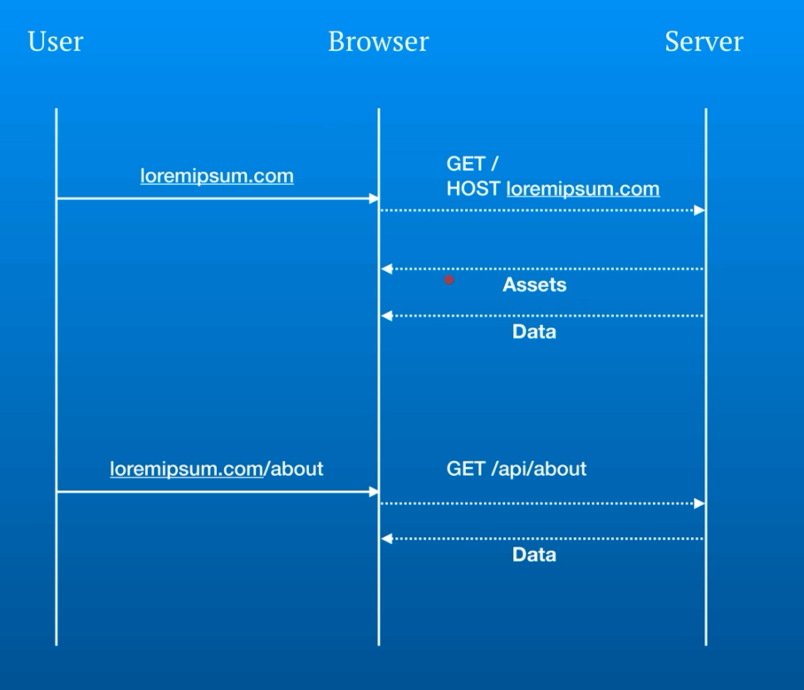 User
Browser
Server
loremipsum.com
GET /
HOST loremipsum.com
Assets
Data
loremipsum.com/about
GET /api/about
Data